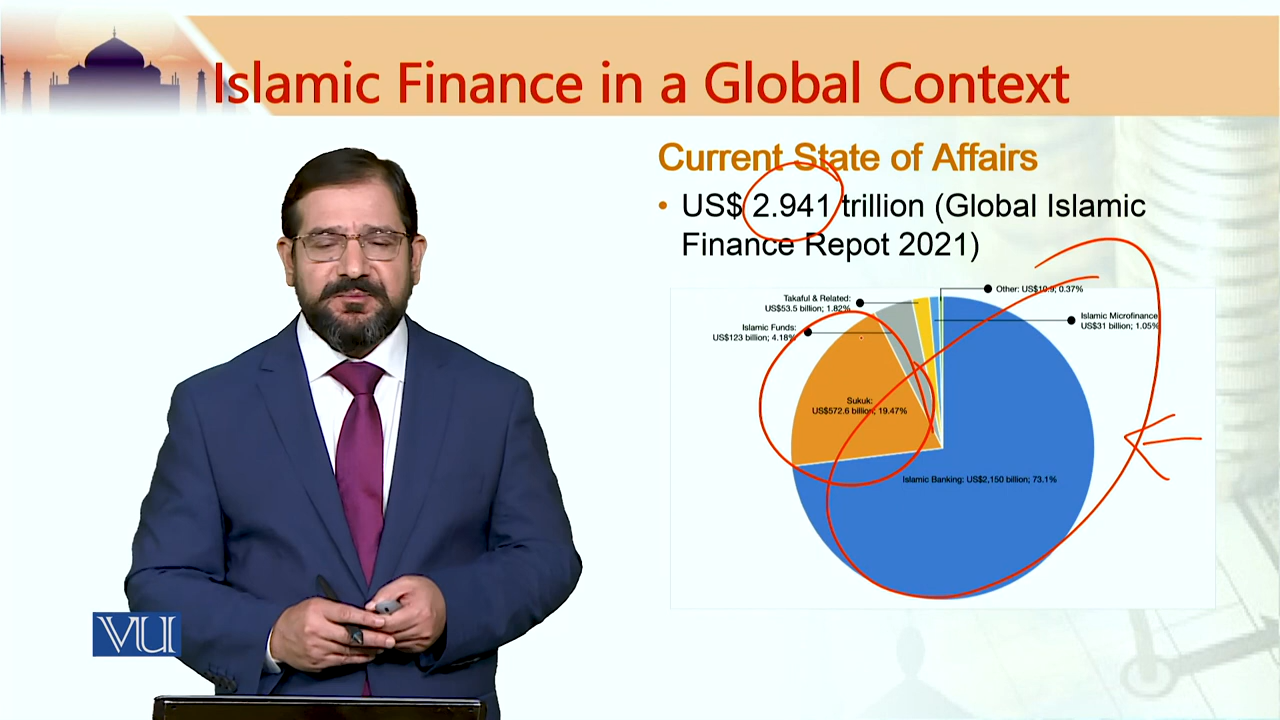 Islamic Finance in a Global Context
Current State of Affairs
• US$ 2.941 trillion (Global Islamic
Finance Repot 2021)
Other: US$10.9, 0.37%
Takaful & Related:
US$53.5 billion; 1.82%
Islamic Microfinance
US$31 billion; 1.05%
Islamic Funds:
US$123 billion; 4.18%
Sukuk:
US$572.6 billion; 19.47%
Islamic Banking: US$2,150 billion; 73.1%
VU